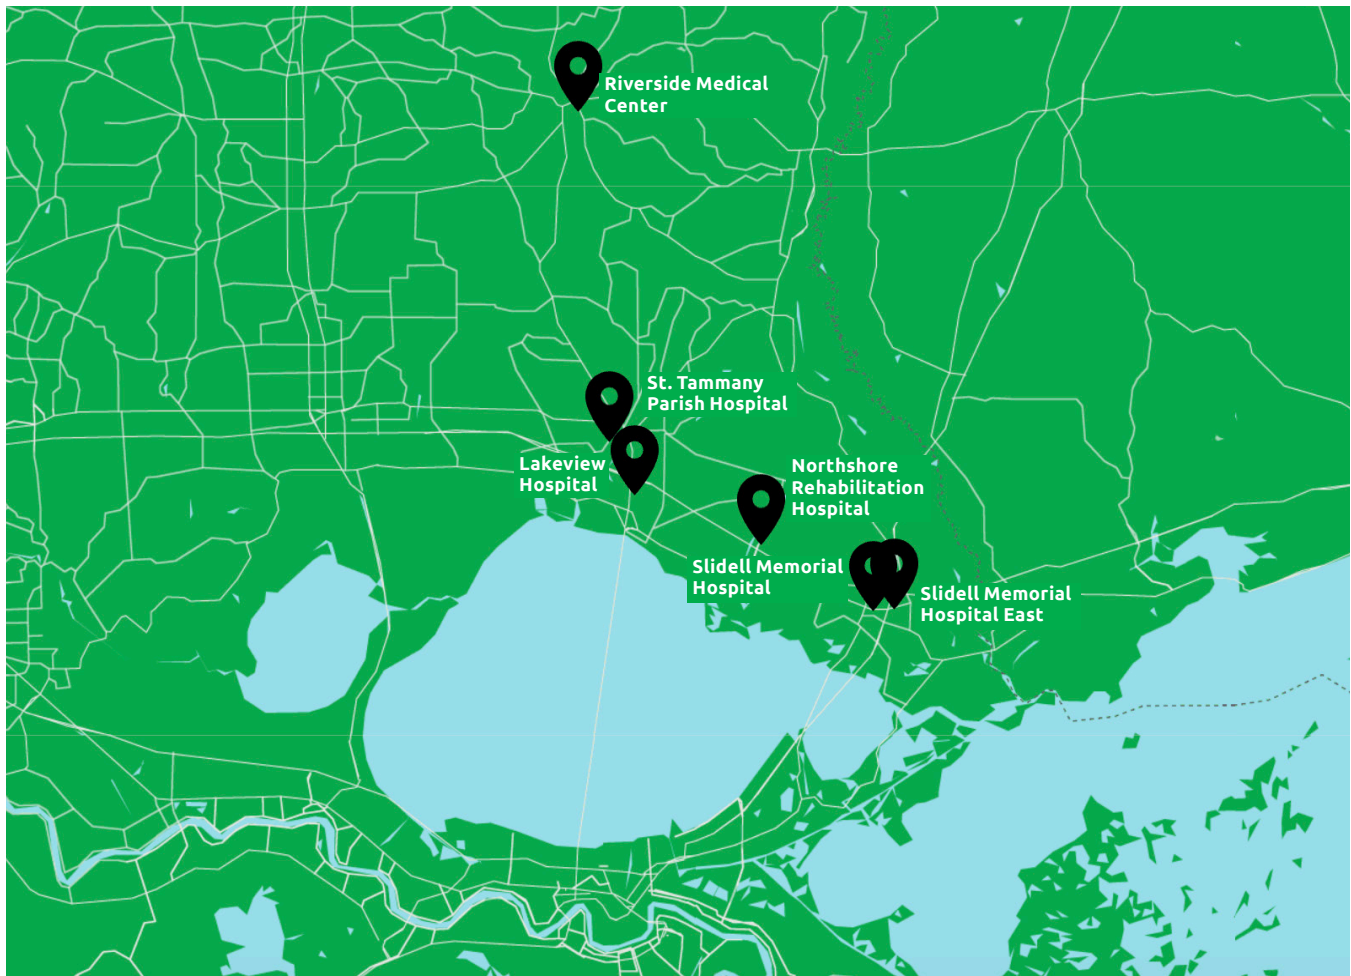 Riverside Medical
Center
St. Tammany
Parish Hospital
Lakeview
Hospital
Northshore
Rehabilitation
Hospital
Slidell Memorial
Hospital
Slidell Memorial
Hospital East